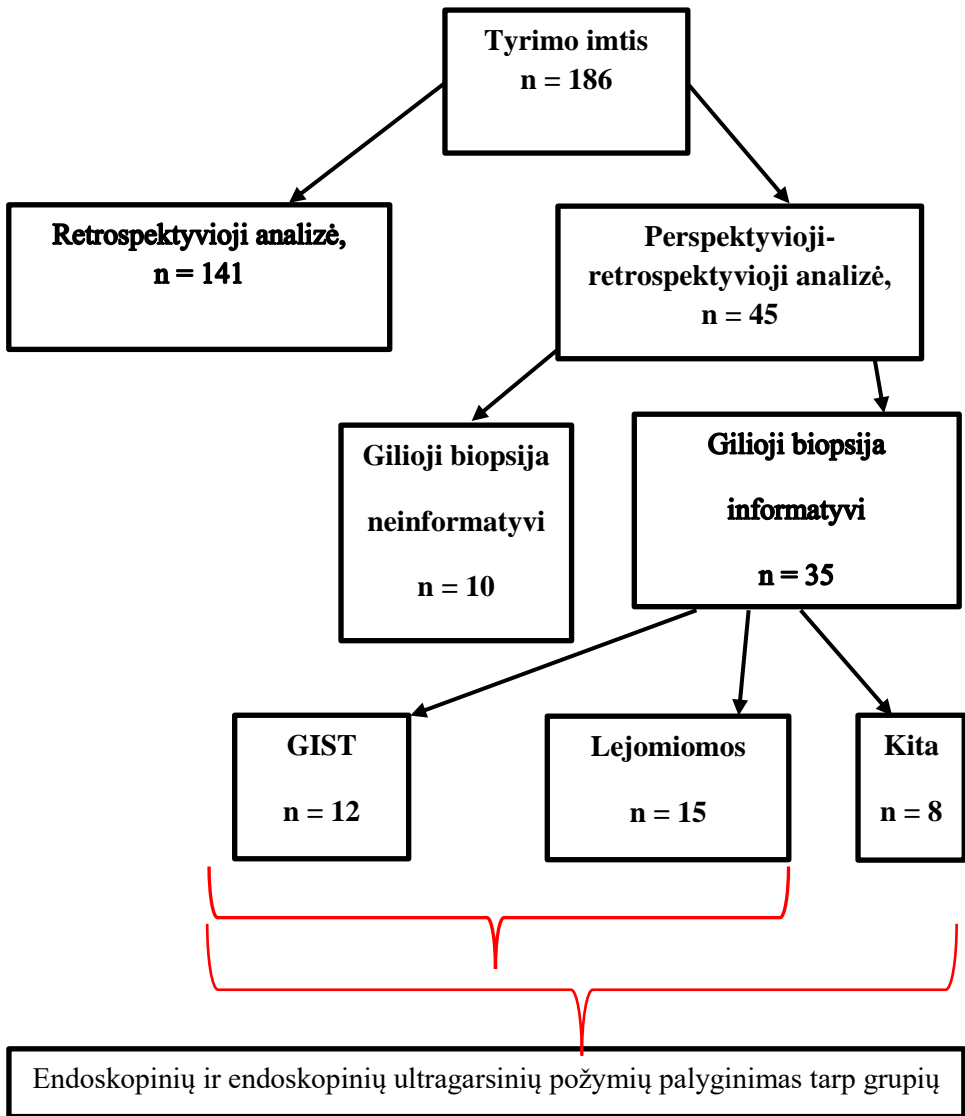 Tyrimo imtis
n = 186
Retrospektyvioji analizė,
n = 141
Perspektyvioji-
retrospektyvioji analizė,
n = 45
Gilioji biopsija
neinformatyvi
n = 10
Gilioji biopsija
informatyvi
n = 35
GIST
n = 12
Lejomiomos
n = 15
Kita
n = 8
Endoskopinių ir endoskopinių ultragarsinių požymių palyginimas tarp grupių